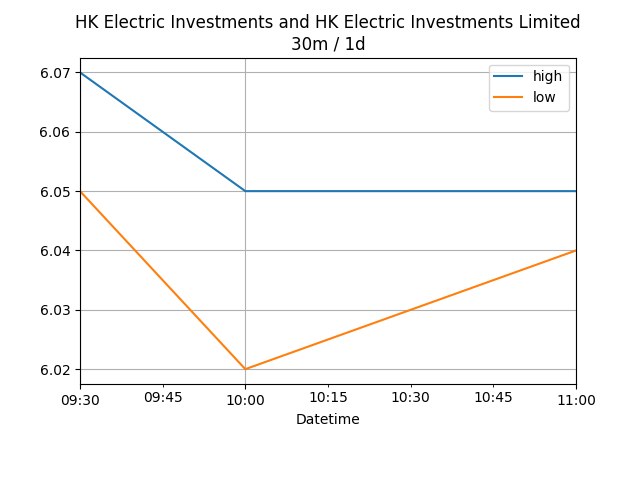 HK Electric Investments and HK Electric Investments Limited
30m / 1d
high
low
6.07
6.06
6.05
6.04
6.03
6.02
09:30
09:45
10:00
10:15
10:30
10:45
11:00
Datetime